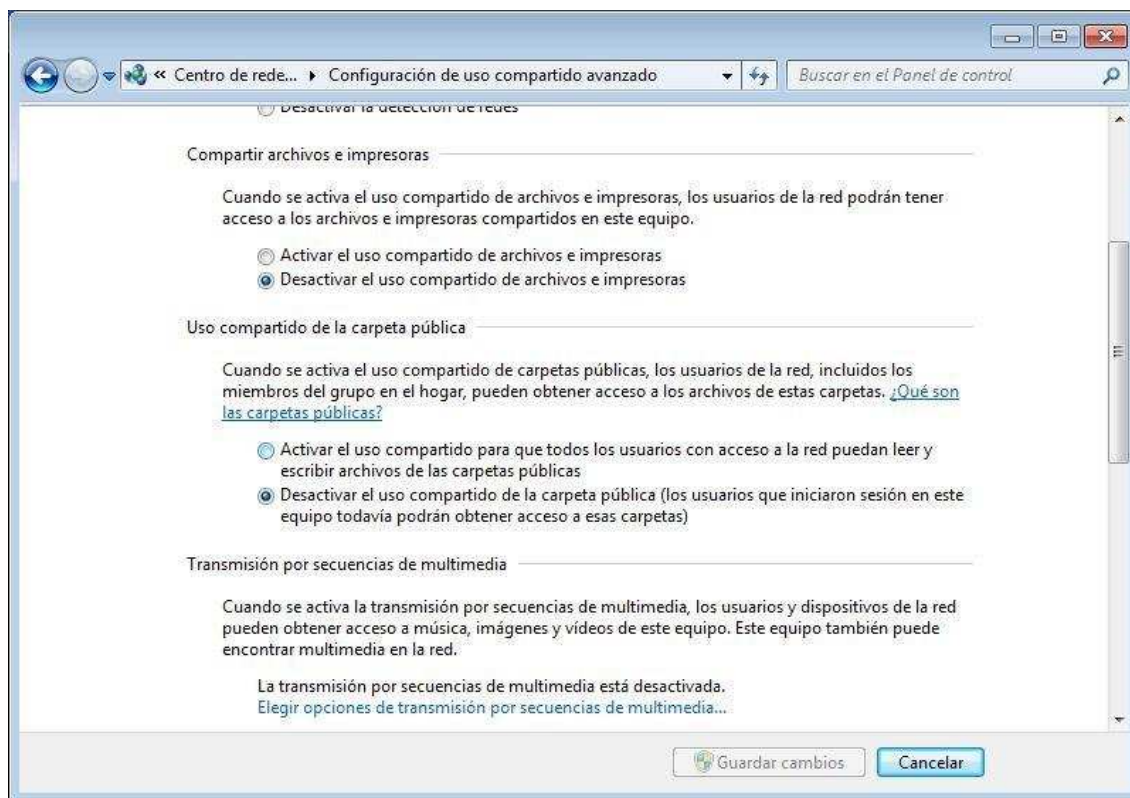 « Centro de rede... ▸ Configuración de uso compartido avanzado
Buscar en el Panel de control
Desactivar la detección de redes
Compartir archivos e impresoras
Cuando se activa el uso compartido de archivos e impresoras, los usuarios de la red podrán tener
acceso a los archivos e impresoras compartidos en este equipo.
Activar el uso compartido de archivos e impresoras
Desactivar el uso compartido de archivos e impresoras
Uso compartido de la carpeta pública
Cuando se activa el uso compartido de carpetas públicas, los usuarios de la red, incluidos los
miembros del grupo en el hogar, pueden obtener acceso a los archivos de estas carpetas. ¿Qué son
las carpetas públicas?
Activar el uso compartido para que todos los usuarios con acceso a la red puedan leer y
escribir archivos de las carpetas públicas
Desactivar el uso compartido de la carpeta pública (los usuarios que iniciaron sesión en este
equipo todavía podrán obtener acceso a esas carpetas)
Transmisión por secuencias de multimedia
Cuando se activa la transmisión por secuencias de multimedia, los usuarios y dispositivos de la red
pueden obtener acceso a música, imágenes y vídeos de este equipo. Este equipo también puede
encontrar multimedia en la red.
La transmisión por secuencias de multimedia está desactivada.
Elegir opciones de transmisión por secuencias de multimedia...
Guardar cambios
Cancelar